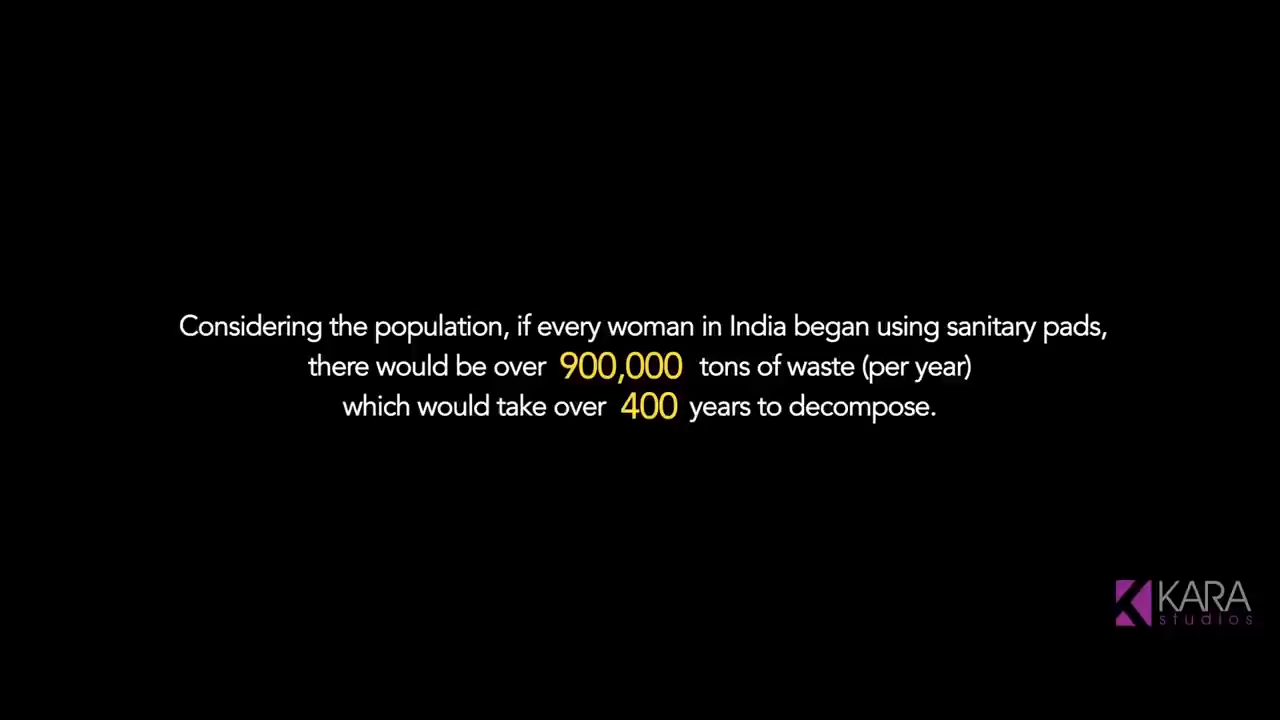 Considering the population, if every woman in India began using sanitary pads,
there would be over 900,000 tons of waste (per year)
which would take over 400 years to decompose.
KARA
studios